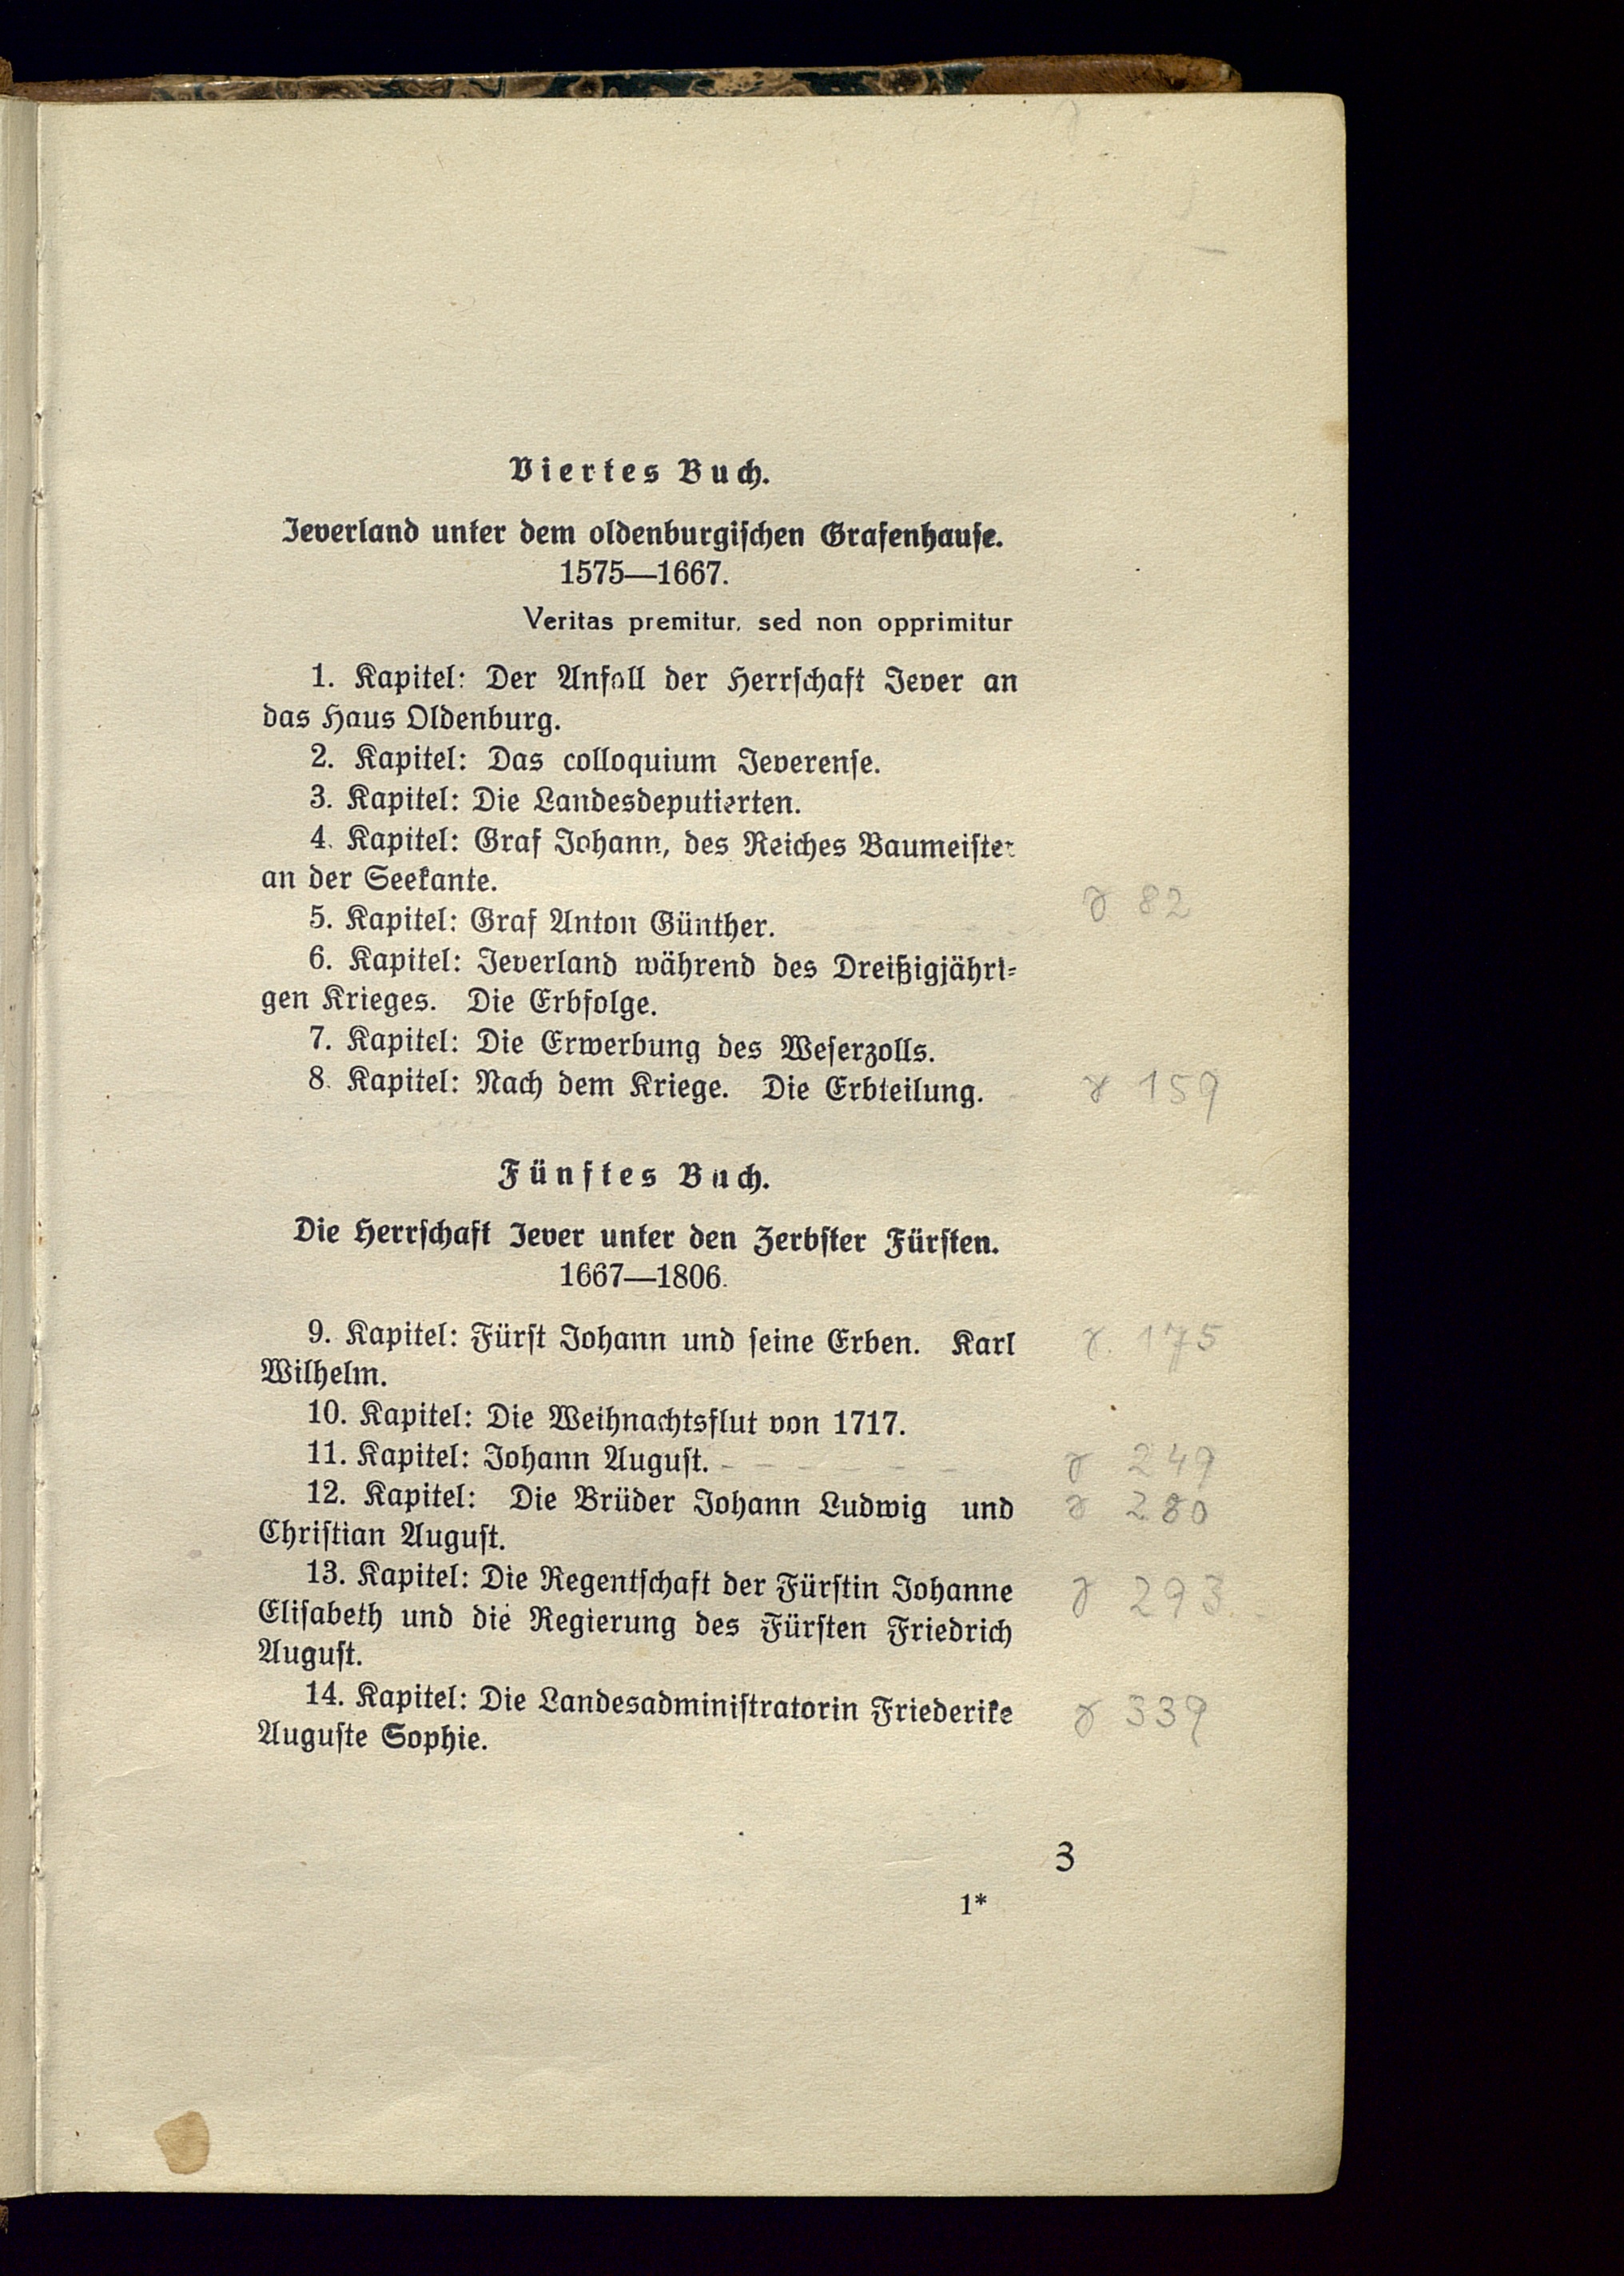 Viertes Buch.
Jeverland unter dem oldenburgischen Grafenhause.
1575—1667.
Veritas premitur, sed non opprimitur
1. Kapitel: Der Anfall der Herrschaft Jever an
das Haus Oldenburg.
2. Kapitel: Das colloquium Jeverense.
3. Kapitel: Die Landesdeputierten.
4. Kapitel: Graf Johann, des Reiches Baumeister
an der Seekante.
5. Kapitel: Graf Anton Günther. 82
6. Kapitel: Jeverland während des Dreißigjähri-
gen Krieges. Die Erbfolge.
7. Kapitel: Die Erwerbung des Weserzolls.
8. Kapitel: Nach dem Kriege. Die Erbteilung. 159
Fünftes Buch.
Die Herrschaft Jever unter den Zerbster Fürsten.
1667—1806.
9. Kapitel: Fürst Johann und seine Erben. Karl 175
Wilhelm.
10. Kapitel: Die Weihnachtsflut von 1717.
11. Kapitel: Johann August. 249
12. Kapitel: Die Brüder Johann Ludwig und 280
Christian August.
13. Kapitel: Die Regentschaft der Fürstin Johanne 293
Elisabeth und die Regierung des Fürsten Friedrich
August.
14. Kapitel: Die Landesadministratorin Friederike 339
Auguste Sophie.
3
1*